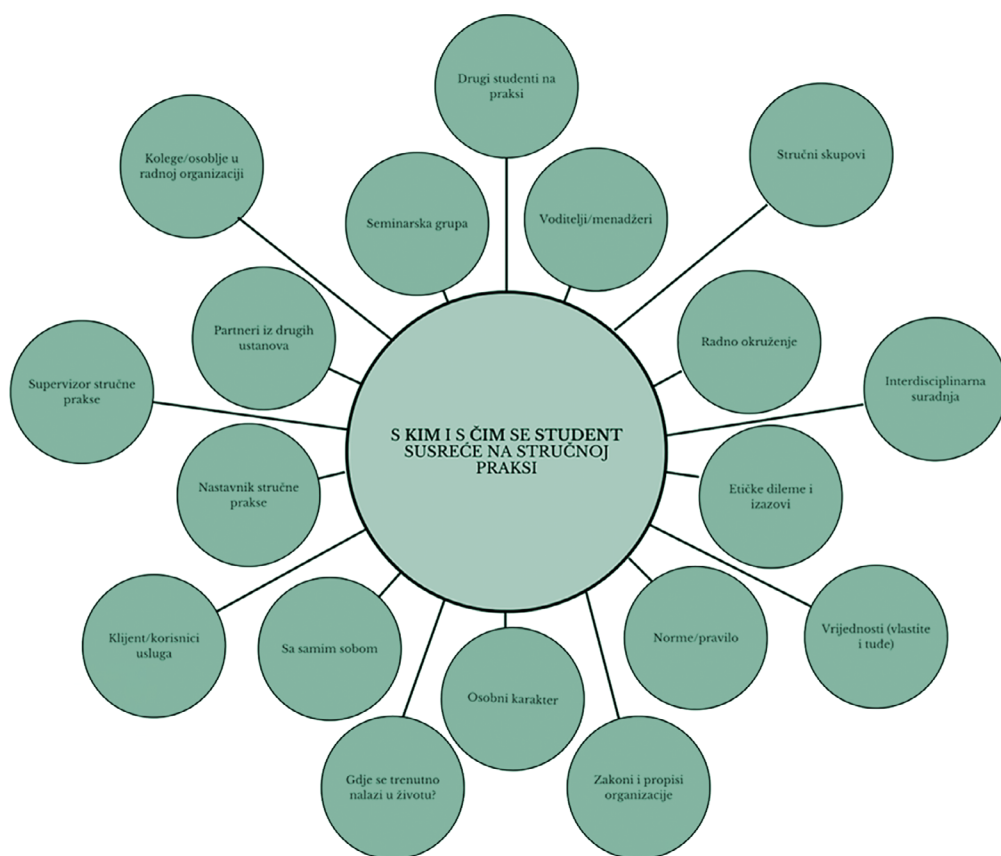 Drugi studenti na
praksi
Kolege/osoblje u
radnoj organizaciji
Stručni skupovi
Seminarska grupa
Voditelji/menadžeri
Partneri iz drugih
ustanova
Radno okruženje
Supervizor stručne
prakse
Interdisciplinarna
suradnja
S KIM I S ČIM SE STUDENT
SUSREĆE NA STRUČNOJ
PRAKSI
Nastavnik stručne
prakse
Etičke dileme i
izazovi
Klijent/korisnici
usluga
Sa samim sobom
Norme/pravilo
Vrijednosti (vlastite
i tuđe)
Osobni karakter
Gdje se trenutno
nalazi u životu?
Zakoni i propisi
organizacije